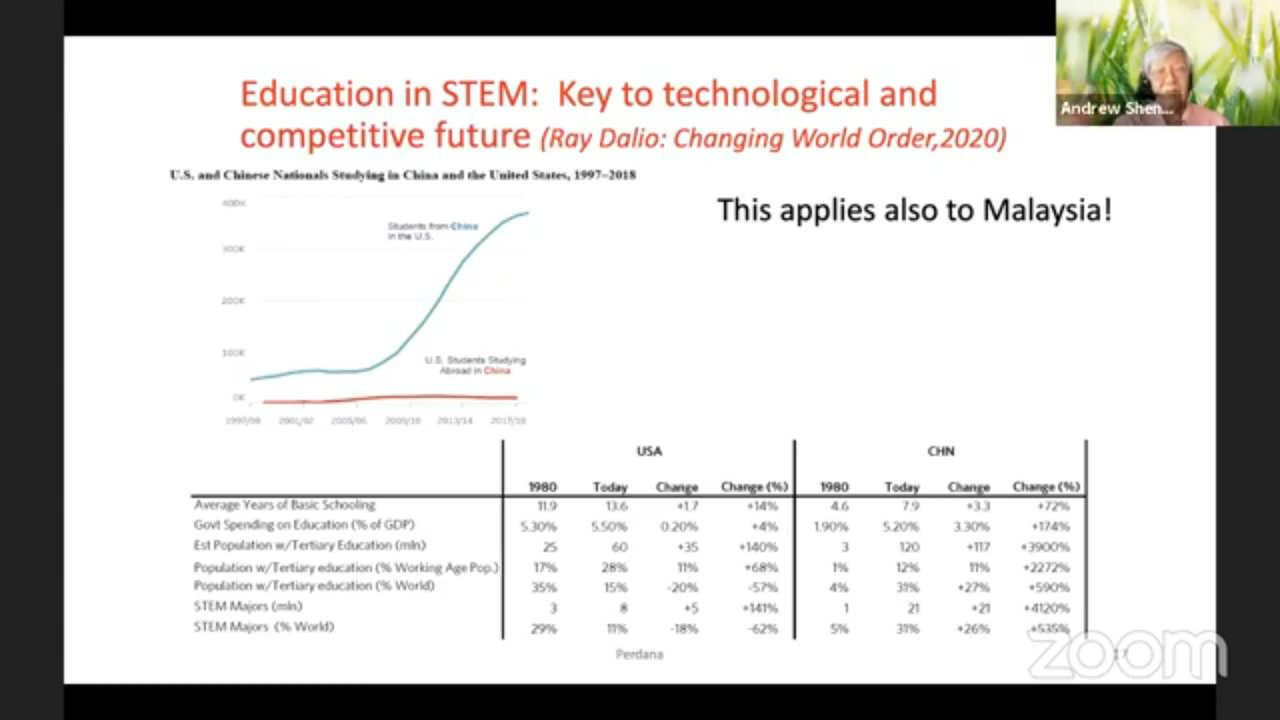 Education in STEM: Key to technological and
competitive future (Ray Dalio: Changing World Order,2020)
Andrew Shen...
U.S. and Chinese Nationals Studying in China and the United States, 1997–2018
This applies also to Malaysia!
400K
Students from China
in the U.S.
300K
200K
100K
U.S. Students Studying
Abroad in China
0K
1997/98 2001/02 2005/06 2009/10 2013/14 2017/18
USA CHN
1980 Today Change Change (%) 1980 Today Change Change (%)
Average Years of Basic Schooling 11.9 13.6 +1.7 +14% 4.6 7.9 +3.3 +72%
Govt Spending on Education (% of GDP) 5.30% 5.50% 0.20% +4% 1.90% 5.20% 3.30% +174%
Est Population w/Tertiary Education (mln) 25 60 +35 +140% 3 120 +117 +3900%
Population w/Tertiary education (% Working Age Pop.) 17% 28% 11% +68% 1% 12% 11% +2272%
Population w/Tertiary education (% World) 35% 15% -20% -57% 4% 31% +27% +590%
STEM Majors (mln) 3 8 +5 +141% 1 21 +21 +4120%
STEM Majors (% World) 29% 11% -18% -62% 5% 31% +26% +535%
Perdana
zoom